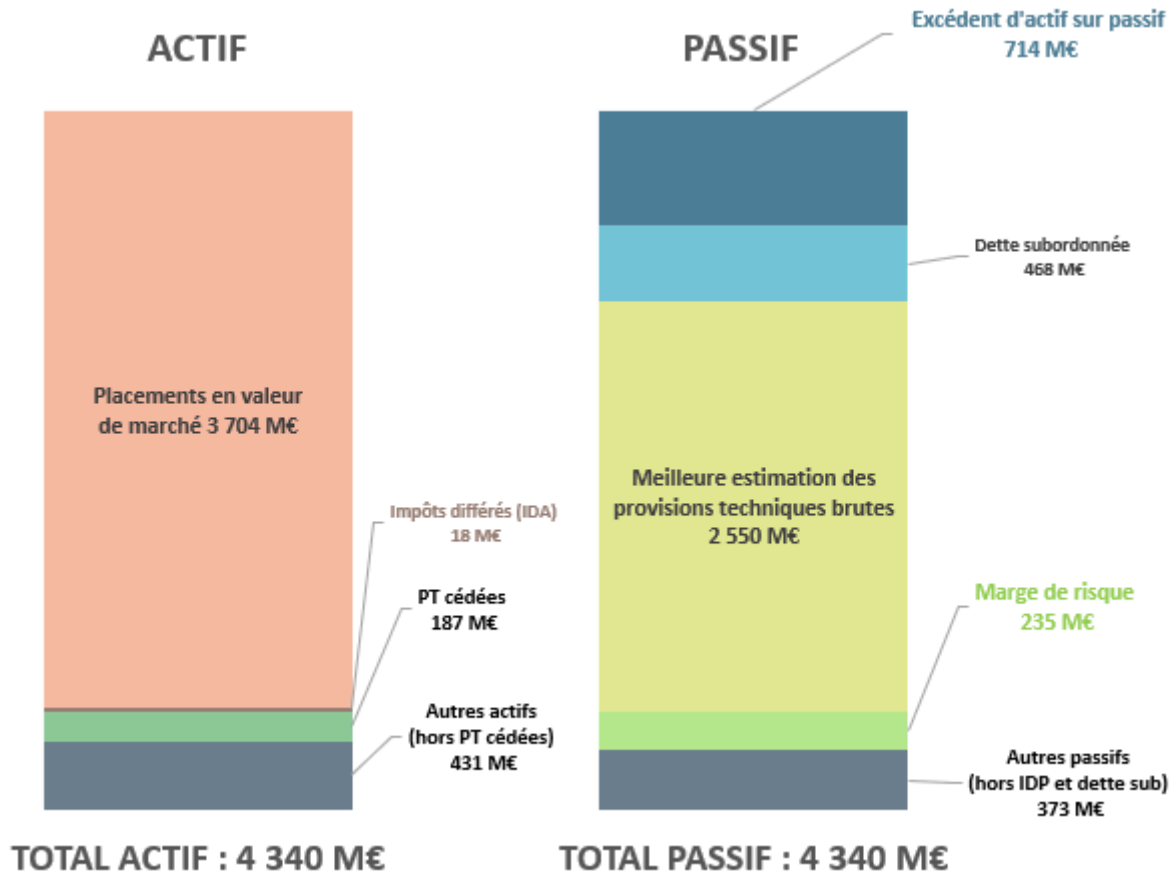 ACTIF
Placements en valeur
de marché 3 704 M€
Impôts différés (IDA)
18 M€
PT cédées
187 M€
Autres actifs
(hors PT cédées)
431 M€
TOTAL ACTIF : 4 340 M€
PASSIF
Excédent d'actif sur passif
714 M€
Dette subordonnée
468 M€
Meilleure estimation des
provisions techniques brutes
2 550 M€
Marge de risque
235 M€
Autres passifs
(hors IDP et dette sub)
373 M€
TOTAL PASSIF : 4 340 M€